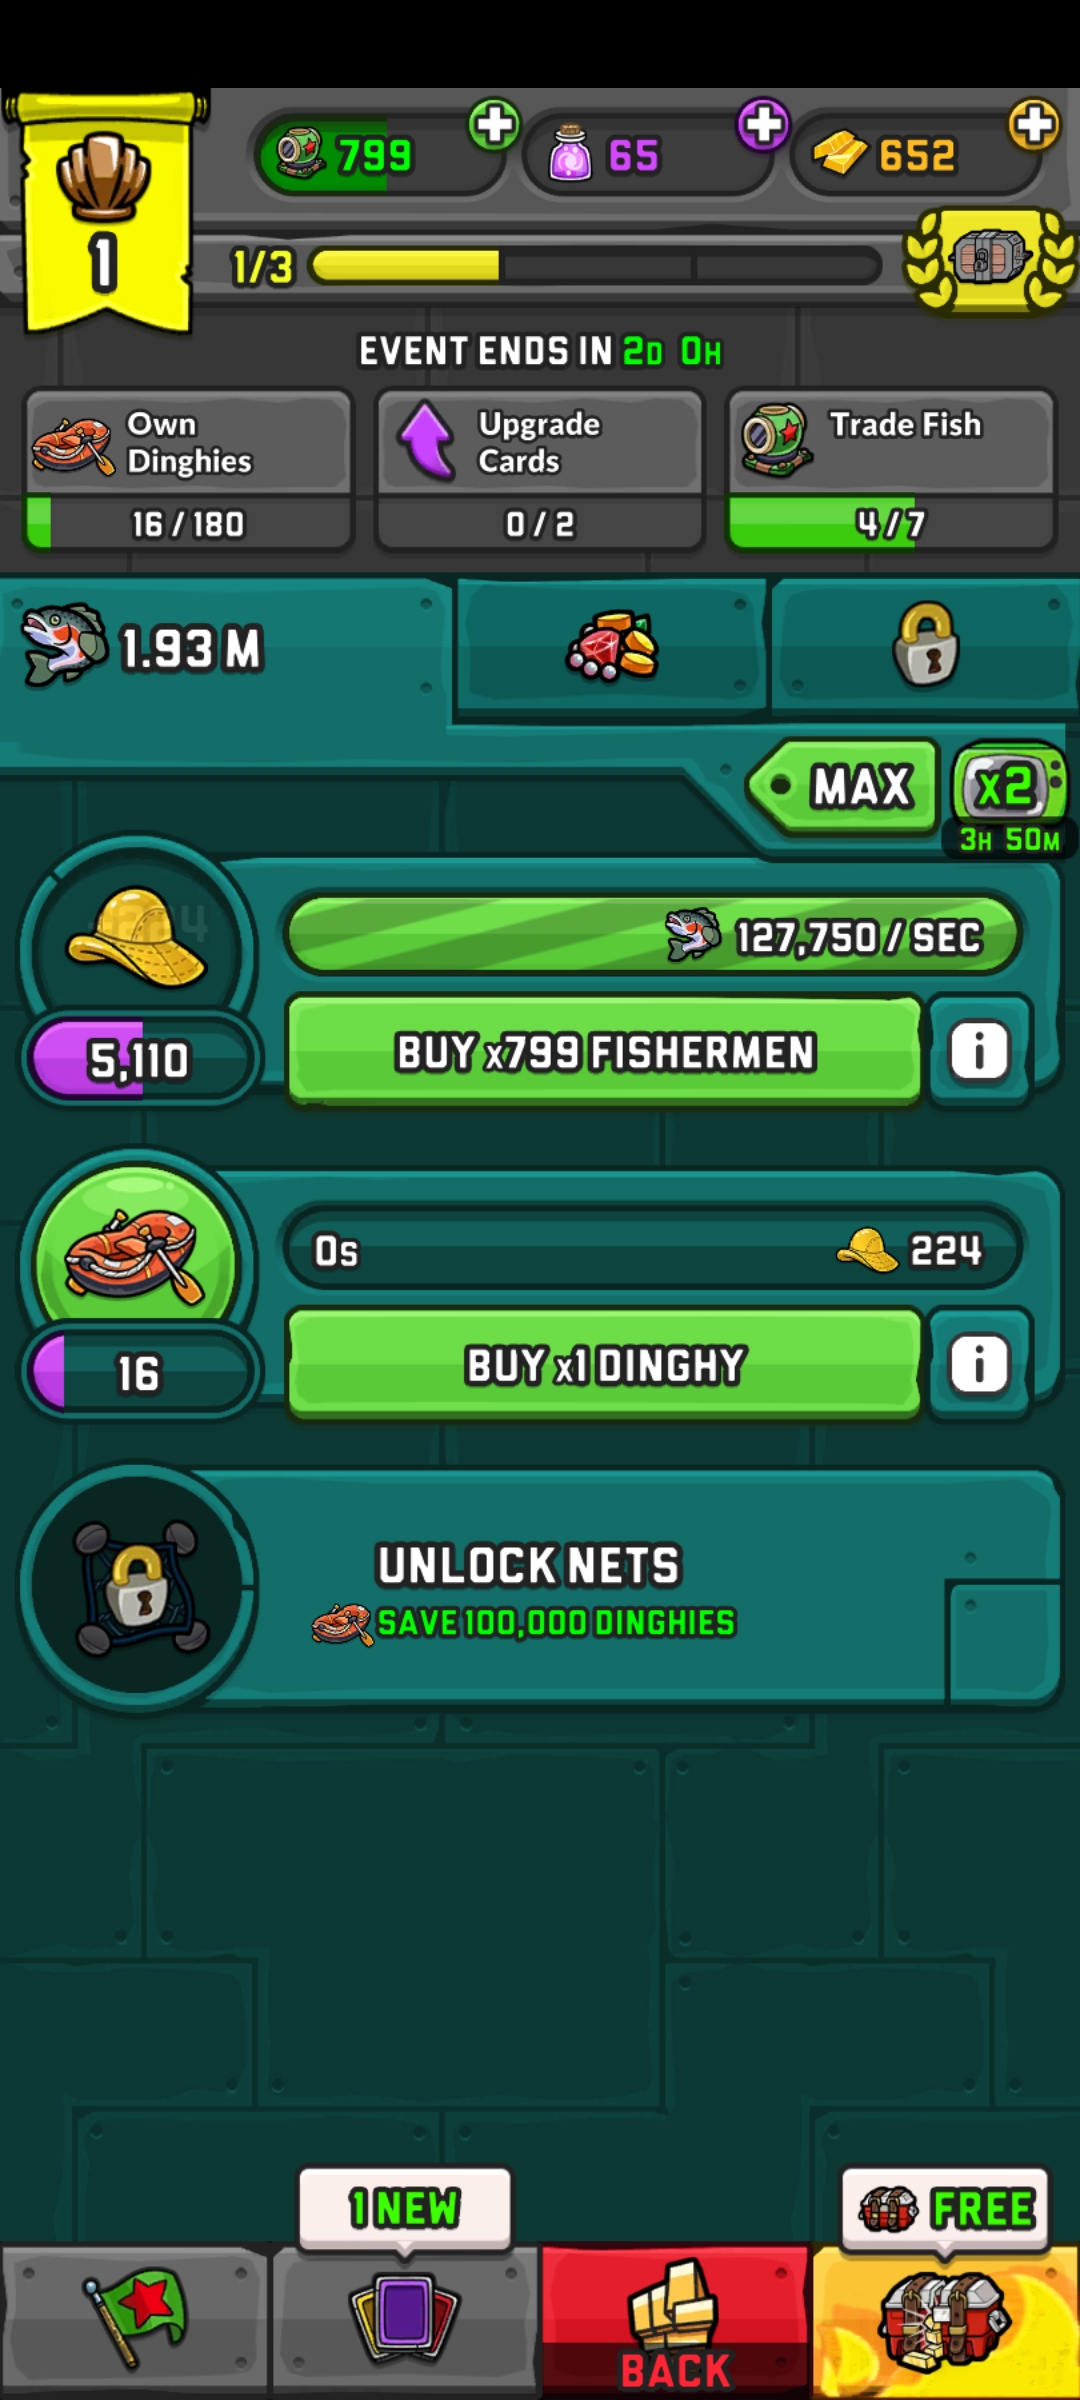 799
65
652
1
1/3
EVENT ENDS IN 2D 0H
Own
Dinghies
16 / 180
Upgrade
Cards
0 / 2
Trade Fish
4 / 7
1.93 M
MAX
x2
3H 50M
127,750 / SEC
5,110
BUY x799 FISHERMEN
i
0s
224
16
BUY x1 DINGHY
i
UNLOCK NETS
SAVE 100,000 DINGHIES
1 NEW
FREE
BACK